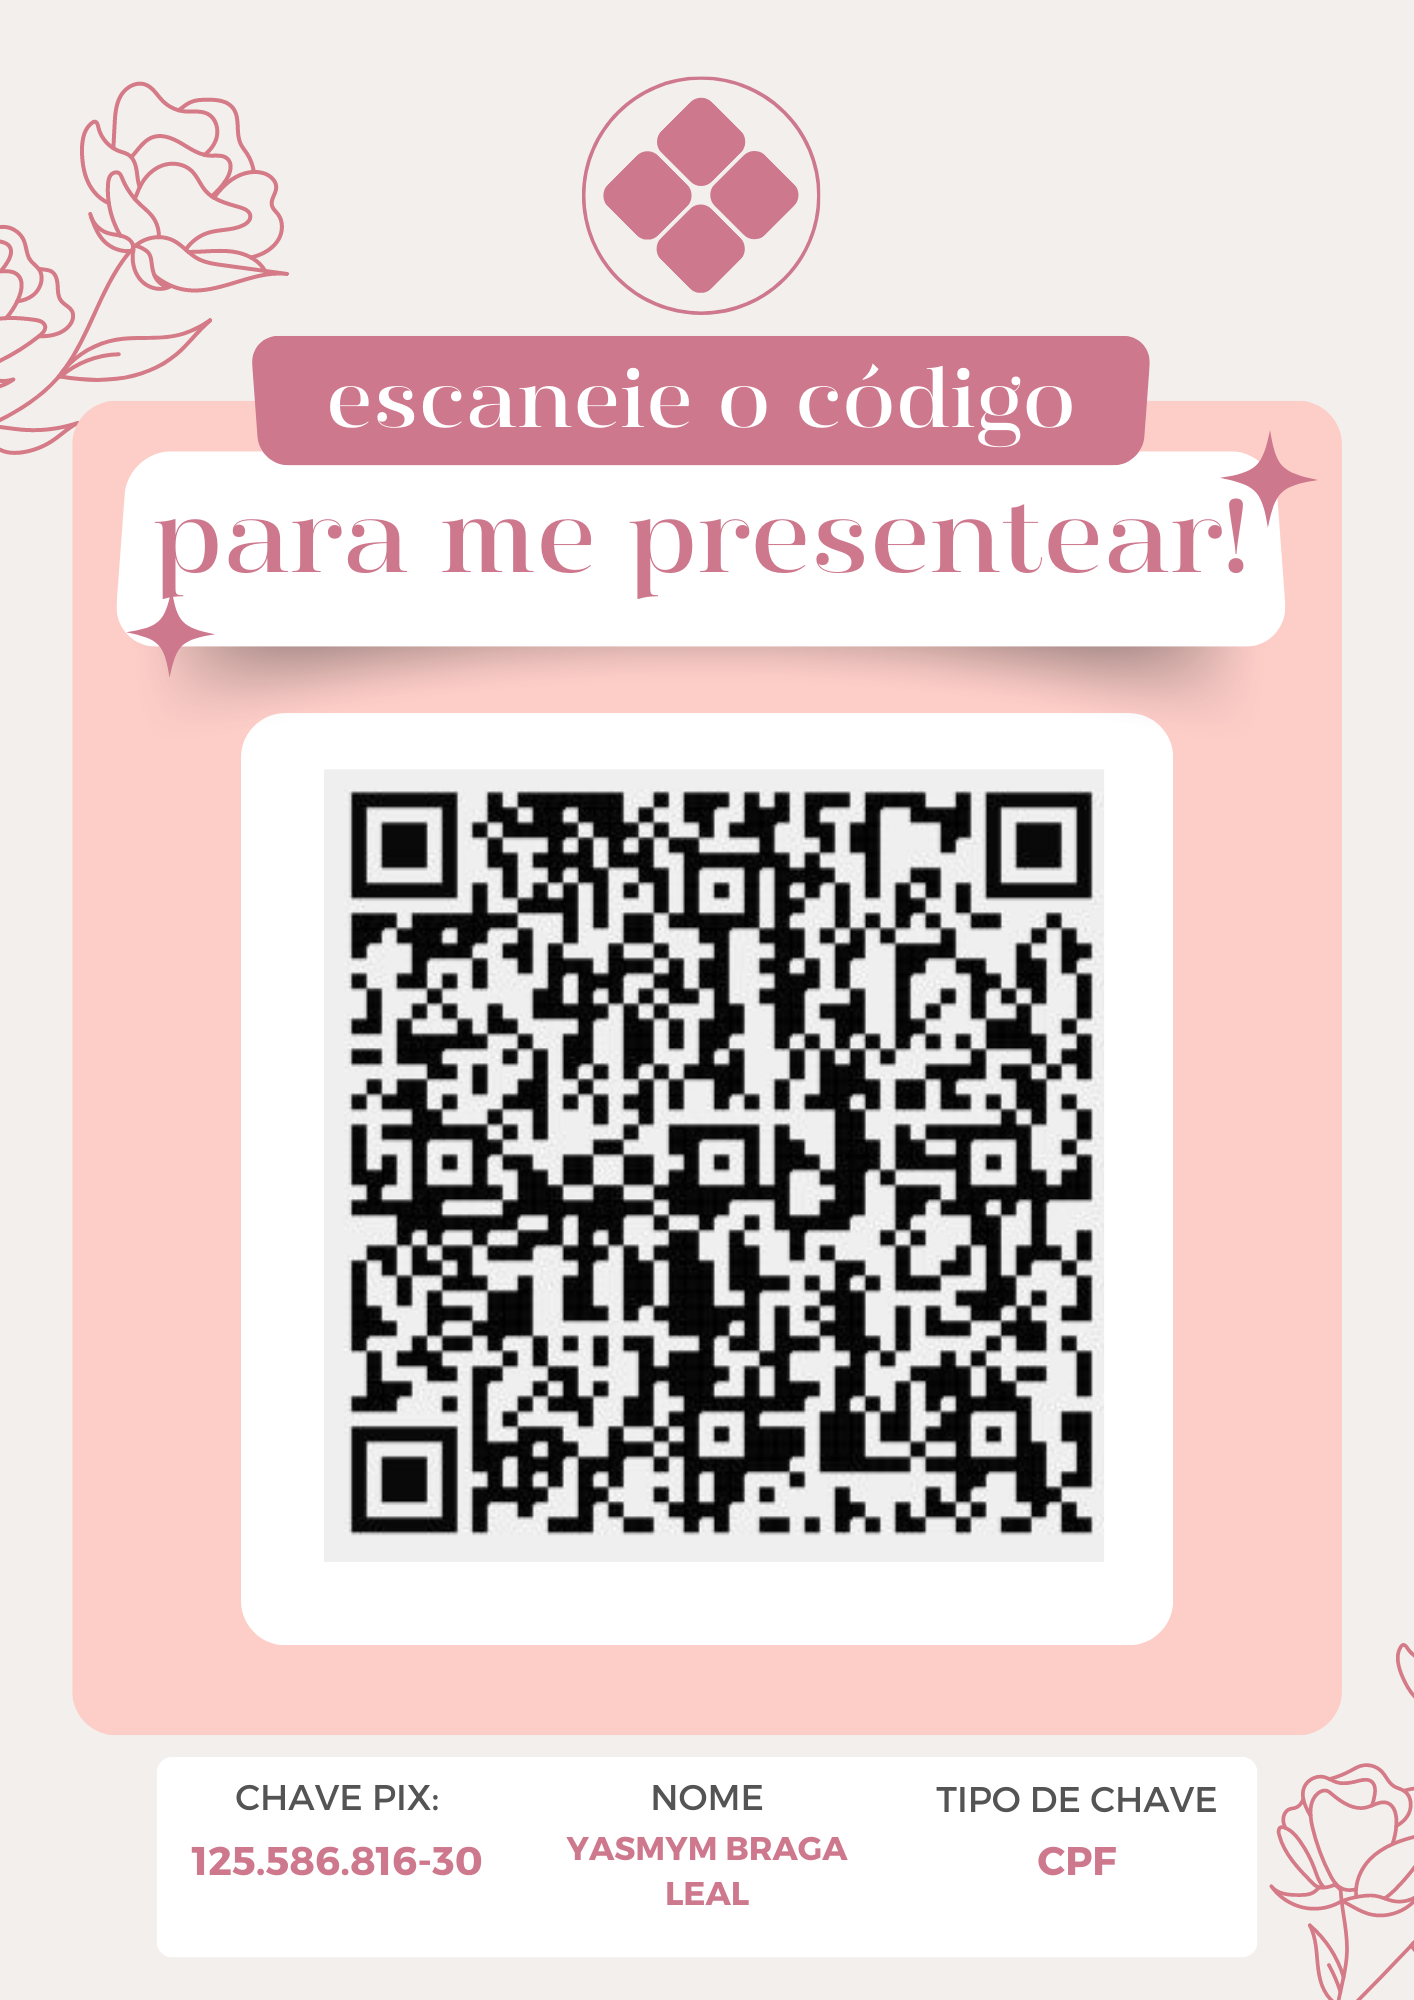 escaneie o código
para me presentear!
CHAVE PIX:
125.586.816-30
NOME
YASMYM BRAGA
LEAL
TIPO DE CHAVE
CPF